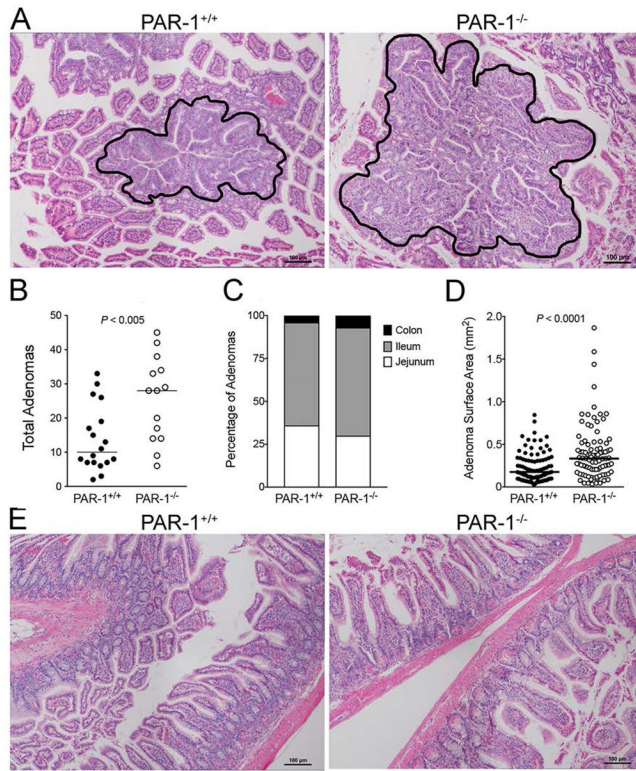 A
PAR-1+/+
PAR-1-/-
100 µm
100 µm
B
P < 0.005
Total Adenomas
50
40
30
20
10
0
PAR-1+/+
PAR-1-/-
C
Percentage of Adenomas
100
75
50
25
0
PAR-1+/+
PAR-1-/-
Colon
Ileum
Jejunum
D
P < 0.0001
Adenoma Surface Area (mm²)
2.0
1.5
1.0
0.5
0
PAR-1+/+
PAR-1-/-
E
PAR-1+/+
PAR-1-/-
100 µm
100 µm